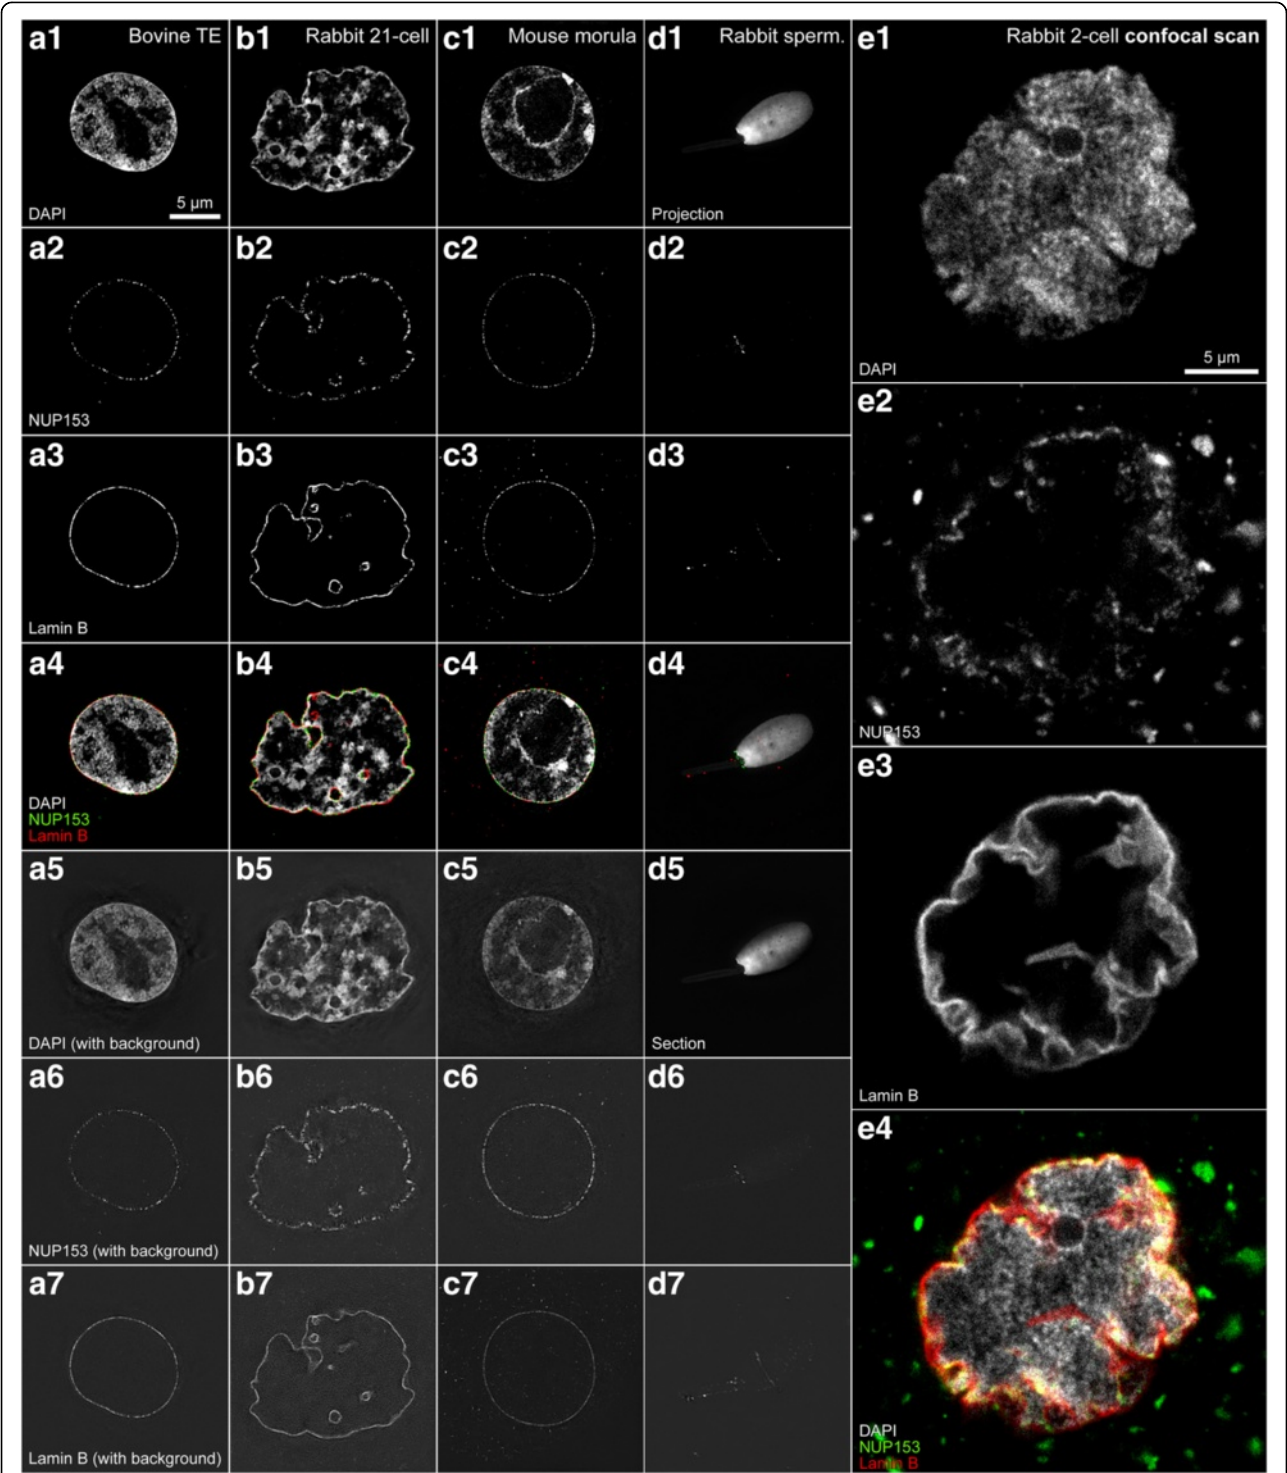 a1 Bovine TE b1 Rabbit 21-cell c1 Mouse morula d1 Rabbit sperm. e1 Rabbit 2-cell confocal scan
5 µm
DAPI Projection
a2 b2 c2 d2
5 µm
DAPI
e2
NUP153
a3 b3 c3 d3
Lamin B
a4 b4 c4 d4
NUP153
e3
DAPI
NUP153
Lamin B
a5 b5 c5 d5
DAPI (with background) Section
a6 b6 c6 d6
Lamin B
e4
NUP153 (with background)
a7 b7 c7 d7
DAPI
NUP153
Lamin B
Lamin B (with background)